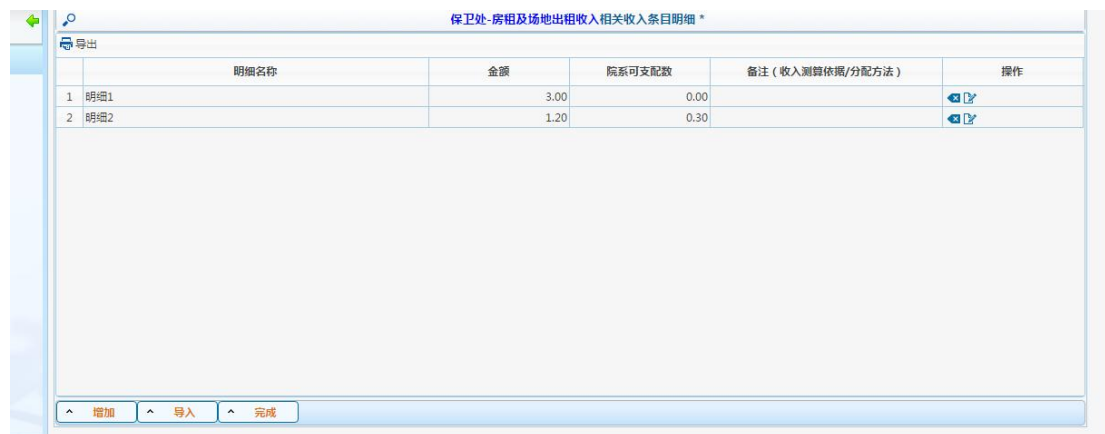 保卫处-房租及场地出租收入相关收入条目明细 *
导出
明细名称 金额 院系可支配数 备注（收入测算依据/分配方法） 操作
1 明细1 3.00 0.00
2 明细2 1.20 0.30
增加 导入 完成